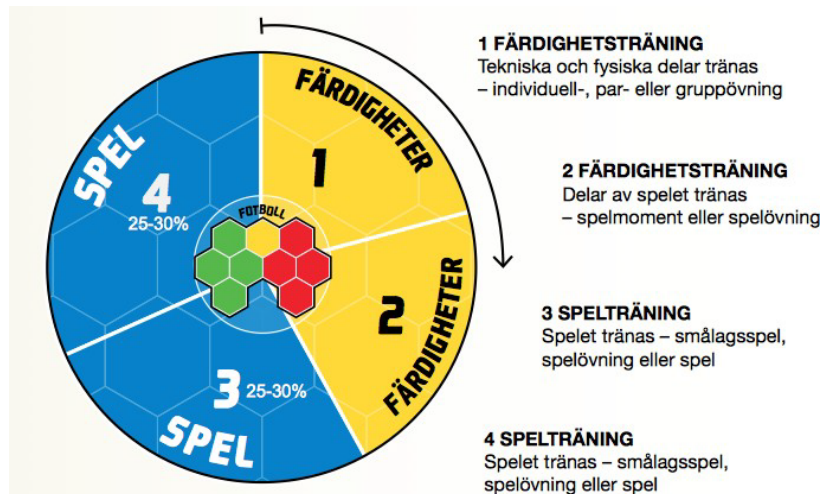 FÄRDIGHETER
1
FÄRDIGHETER
2
SPEL
3 25-30%
SPEL
4
25-30%
FOTBOLL
1 FÄRDIGHETSTRÄNING
Tekniska och fysiska delar tränas
– individuell-, par- eller gruppövning
2 FÄRDIGHETSTRÄNING
Delar av spelet tränas
– spelmoment eller spelövning
3 SPELTRÄNING
Spelet tränas – smålagsspel,
spelövning eller spel
4 SPELTRÄNING
Spelet tränas – smålagsspel,
spelövning eller spel